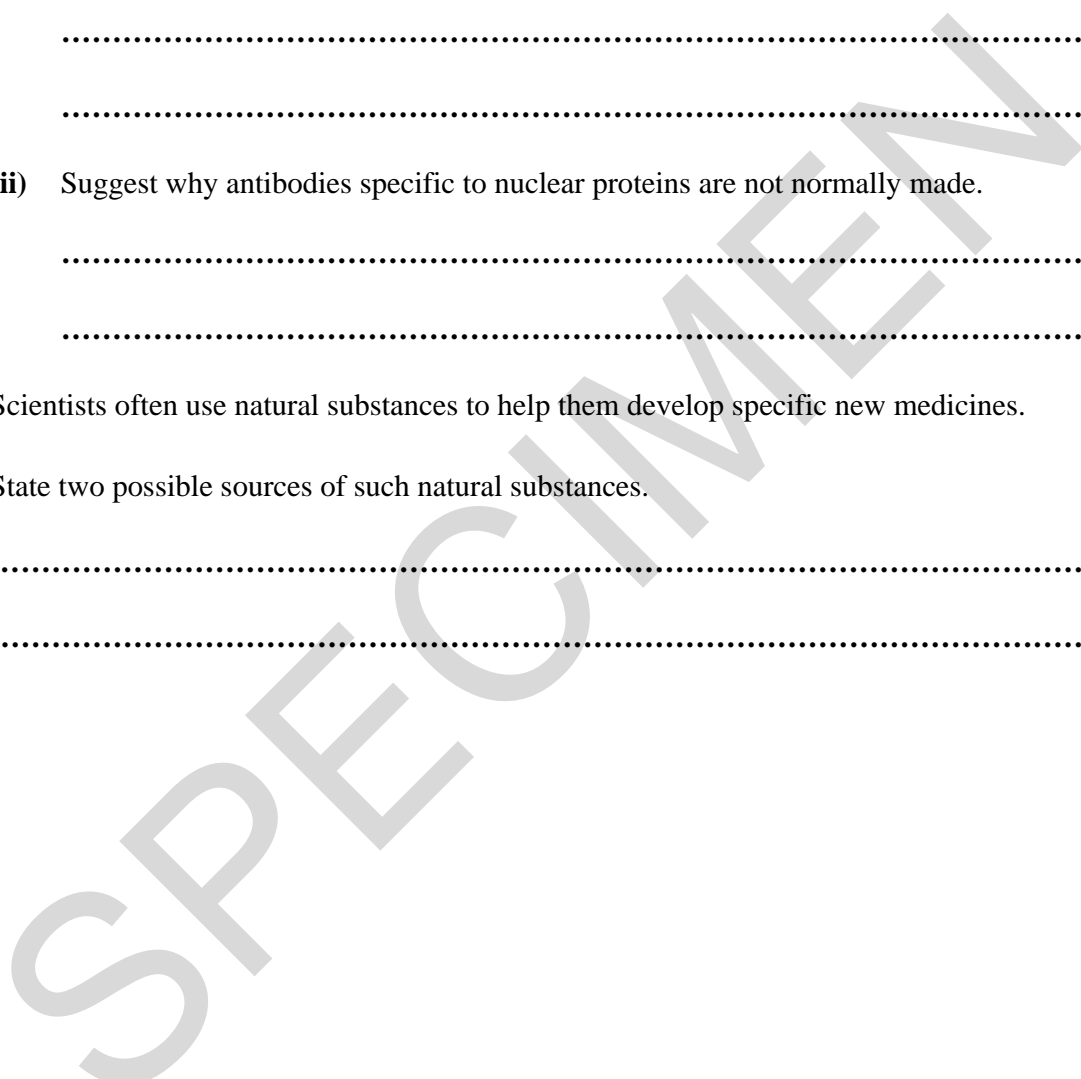 ii) Suggest why antibodies specific to nuclear proteins are not normally made.
Scientists often use natural substances to help them develop specific new medicines.
State two possible sources of such natural substances.
SPECIMEN